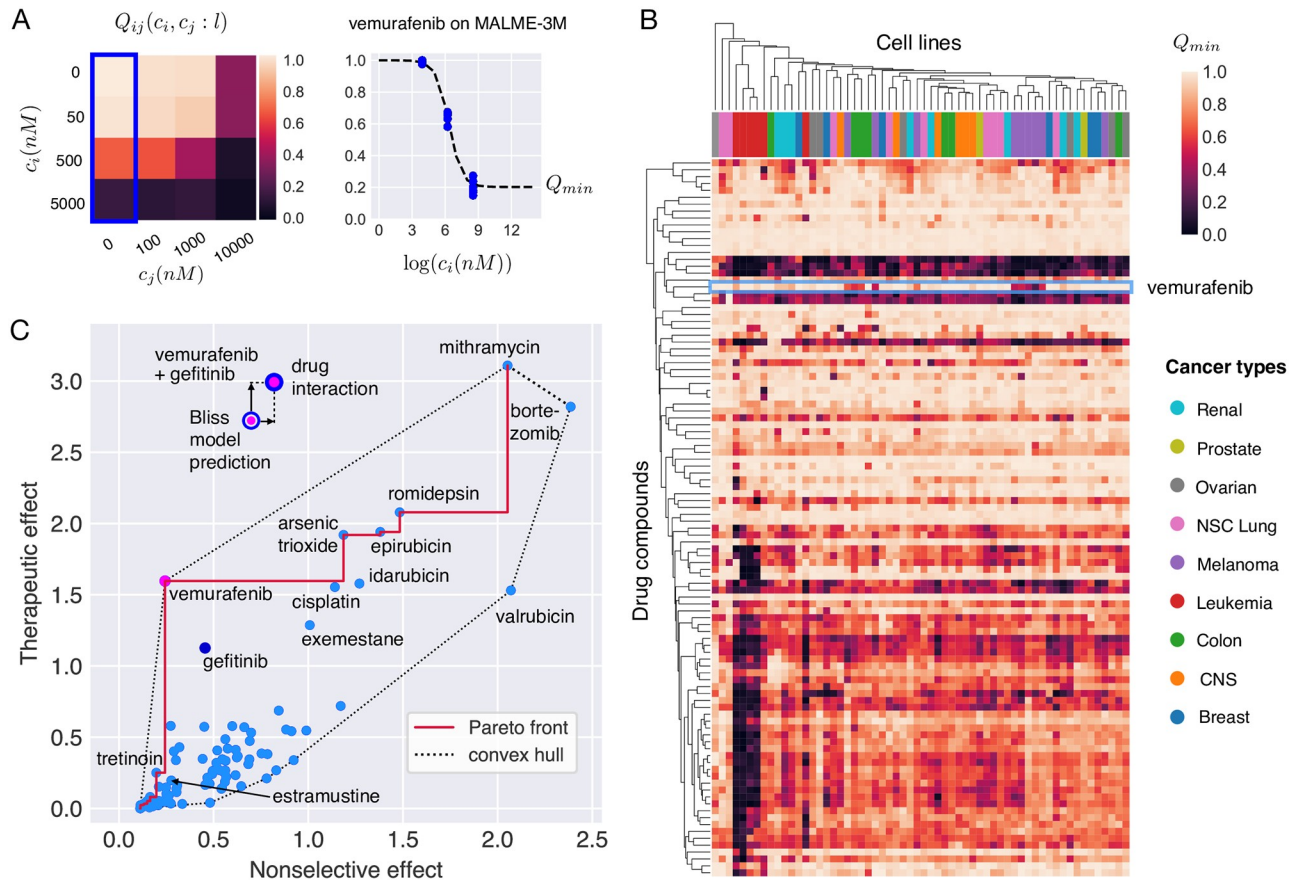 A
Q_{ij}(c_i, c_j : l)
c_i(nM)
0
50
500
5000
0
100
1000
10000
c_j(nM)
1.0
0.8
0.6
0.4
0.2
0.0
vemurafenib on MALME-3M
1.0
0.8
0.6
0.4
0.2
0.0
Q_{min}
0
3
6
9
12
log(c_i(nM))
B
Cell lines
Q_{min}
1.0
0.8
0.6
0.4
0.2
0.0
vemurafenib
Drug compounds
Cancer types
Renal
Prostate
Ovarian
NSC Lung
Melanoma
Leukemia
Colon
CNS
Breast
C
Therapeutic effect
3.0
2.5
2.0
1.5
1.0
0.5
0.0
vemurafenib
+ gefitinib
drug
interaction
Bliss
model
prediction
mithramycin
borte-
zomib
romidepsin
arsenic
trioxide
epirubicin
idarubicin
vemurafenib
cisplatin
valrubicin
exemestane
gefitinib
Pareto front
convex hull
tretinoin
estramustine
0.0
0.5
1.0
1.5
2.0
2.5
Nonselective effect